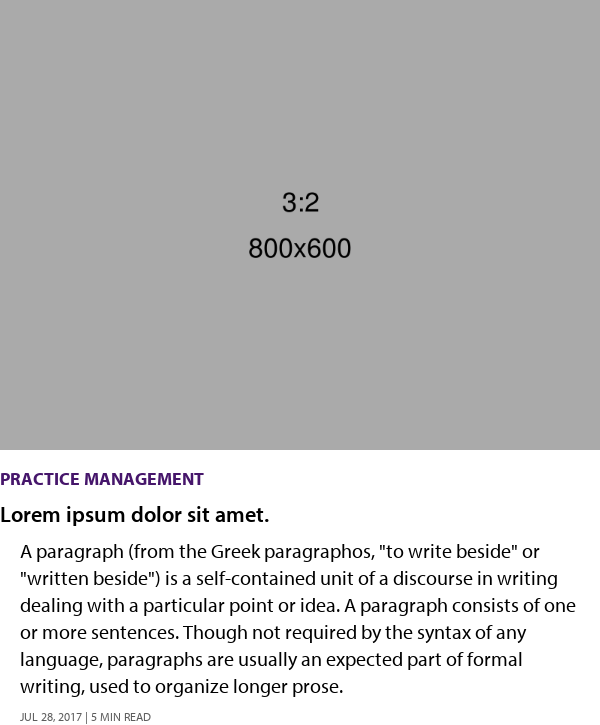 3:2
800x600
PRACTICE MANAGEMENT
Lorem ipsum dolor sit amet.
A paragraph (from the Greek paragraphos, "to write beside" or
"written beside") is a self-contained unit of a discourse in writing
dealing with a particular point or idea. A paragraph consists of one
or more sentences. Though not required by the syntax of any
language, paragraphs are usually an expected part of formal
writing, used to organize longer prose.
JUL 28, 2017 | 5 MIN READ